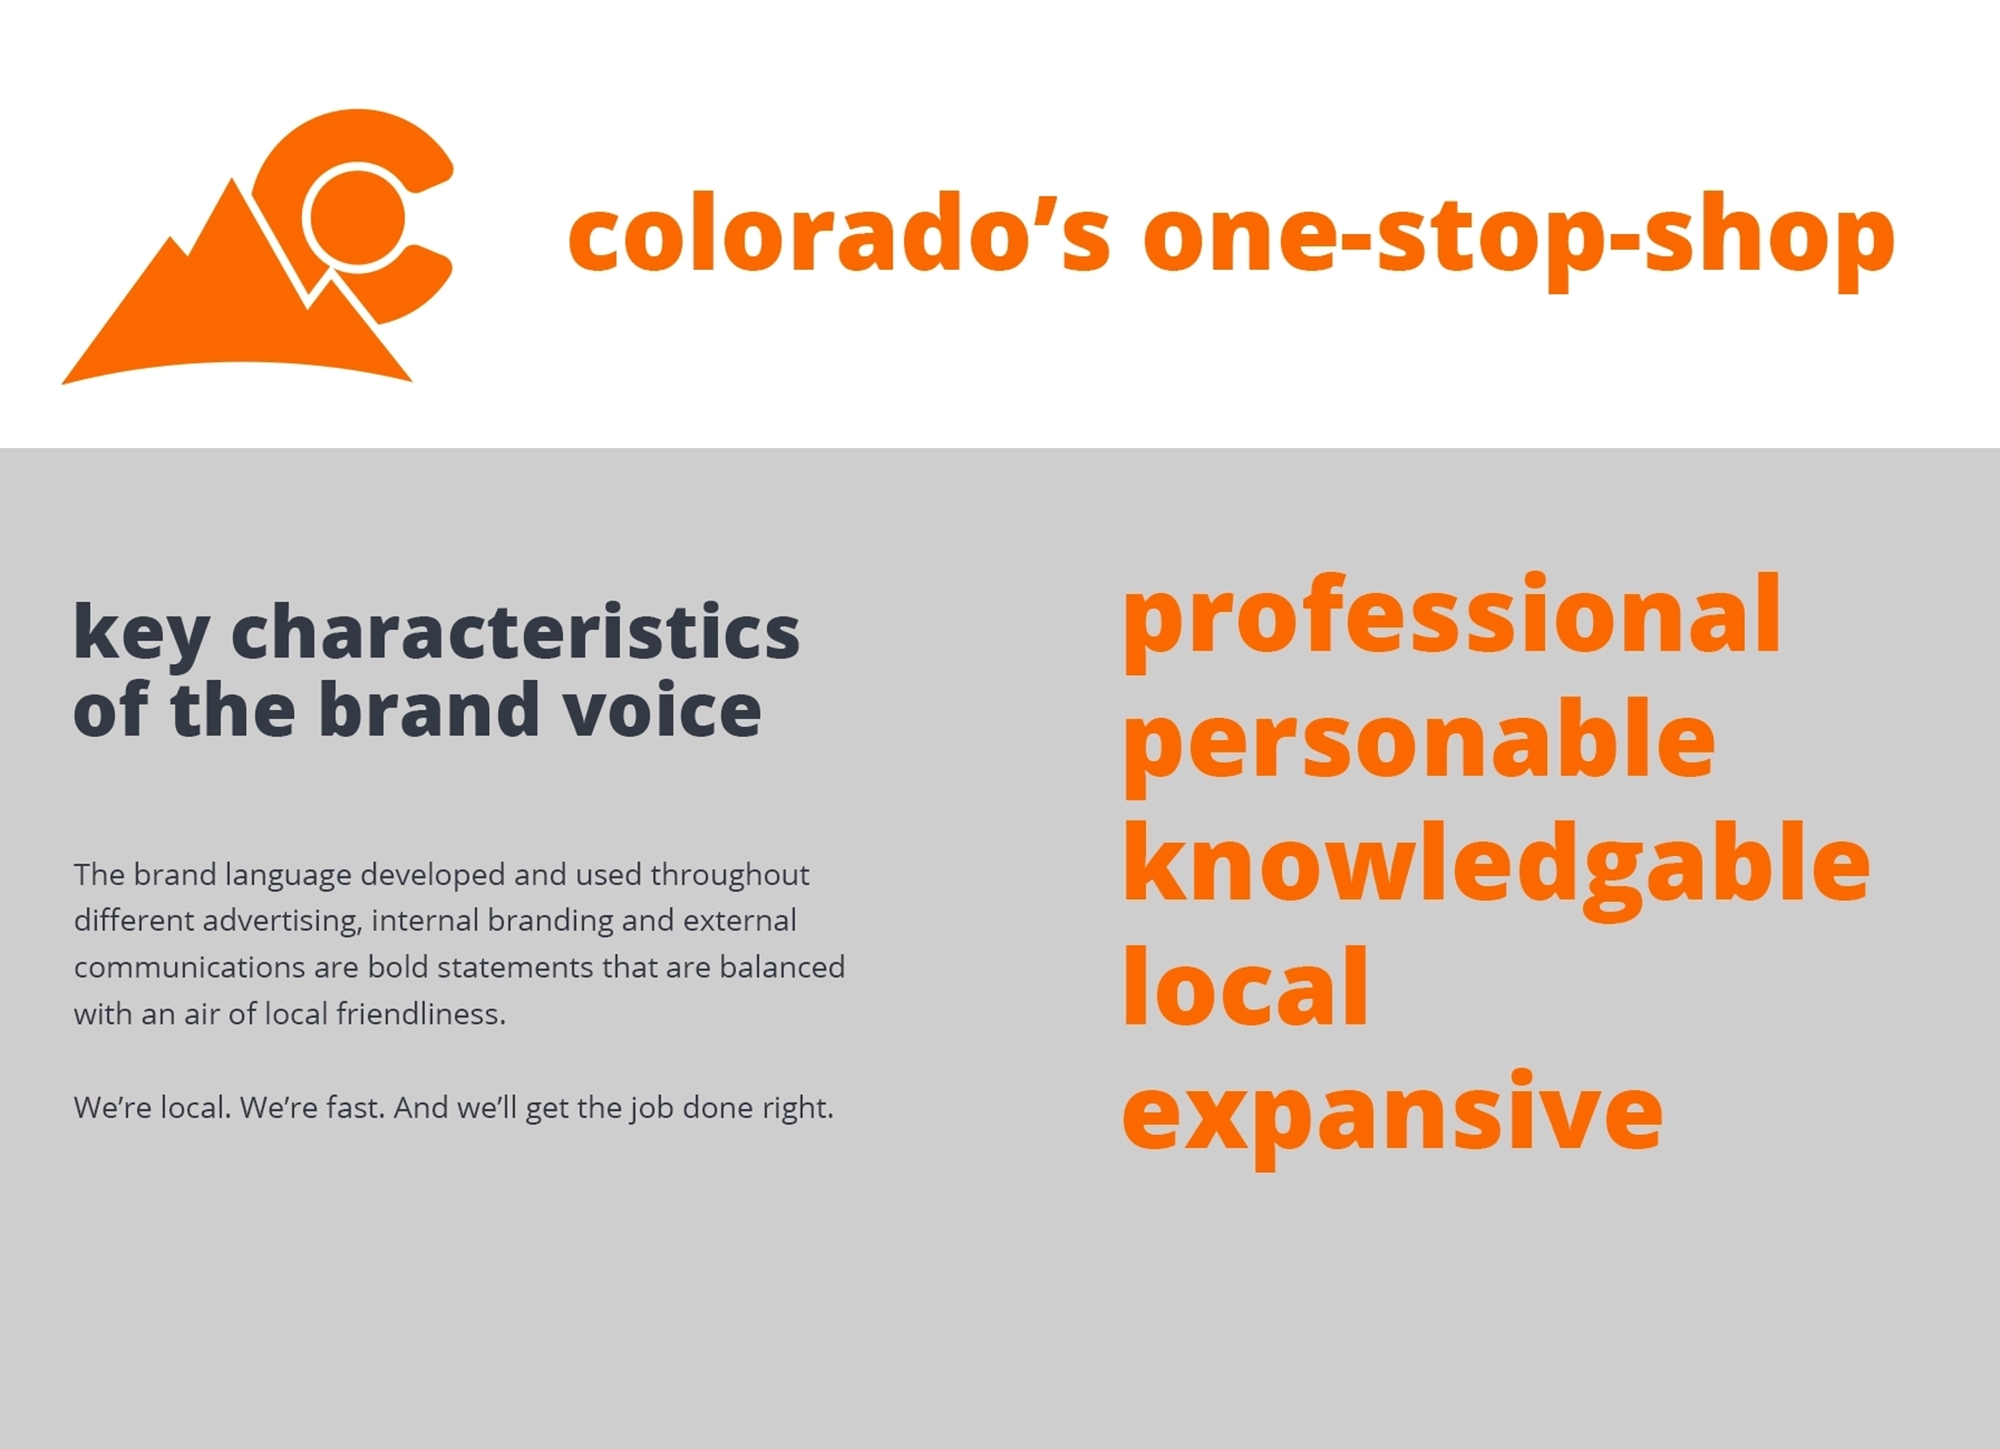 colorado’s one-stop-shop
key characteristics
of the brand voice
The brand language developed and used throughout
different advertising, internal branding and external
communications are bold statements that are balanced
with an air of local friendliness.
We’re local. We’re fast. And we’ll get the job done right.
professional
personable
knowledgable
local
expansive